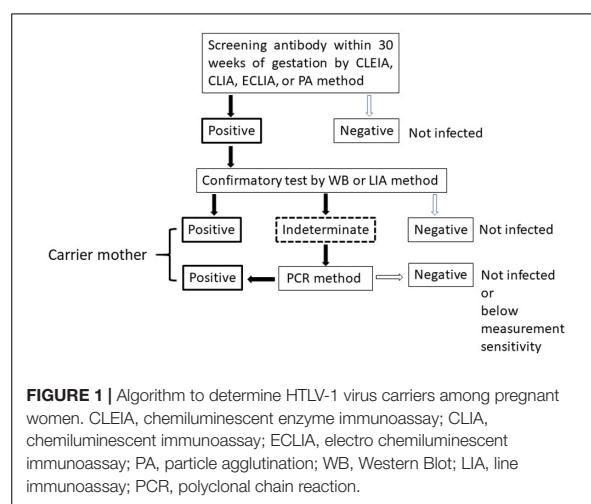 Screening antibody within 30
weeks of gestation by CLEIA,
CLIA, ECLIA, or PA method
Positive
Negative
Not infected
Confirmatory test by WB or LIA method
Positive
Indeterminate
Negative
Not infected
Carrier mother
Positive
PCR method
Negative
Not infected
or
below
measurement
sensitivity
FIGURE 1 | Algorithm to determine HTLV-1 virus carriers among pregnant
women. CLEIA, chemiluminescent enzyme immunoassay; CLIA,
chemiluminescent immunoassay; ECLIA, electro chemiluminescent
immunoassay; PA, particle agglutination; WB, Western Blot; LIA, line
immunoassay; PCR, polyclonal chain reaction.